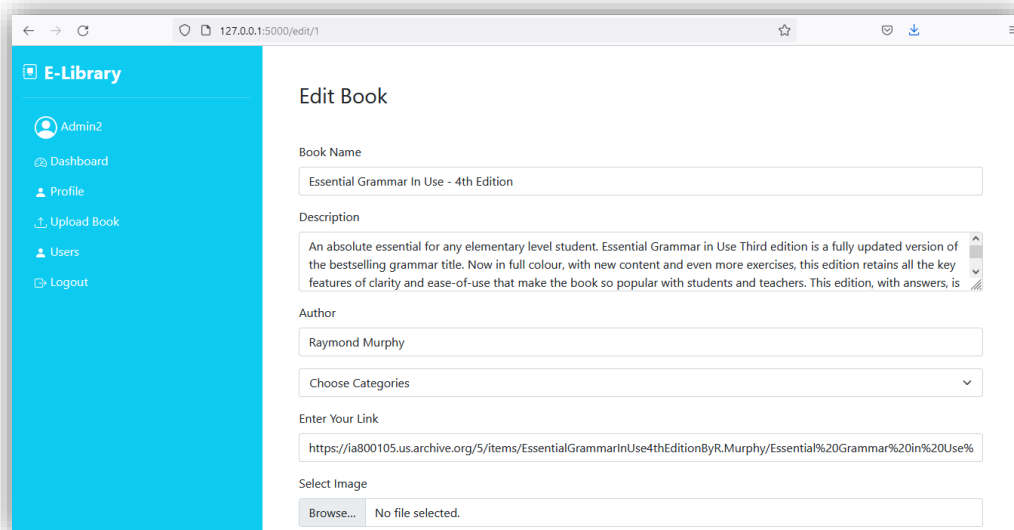 127.0.0.1:5000/edit/1
E-Library
Admin2
Dashboard
Profile
Upload Book
Users
Logout
Edit Book
Book Name
Essential Grammar In Use - 4th Edition
Description
An absolute essential for any elementary level student. Essential Grammar in Use Third edition is a fully updated version of
the bestselling grammar title. Now in full colour, with new content and even more exercises, this edition retains all the key
features of clarity and ease-of-use that make the book so popular with students and teachers. This edition, with answers, is
Author
Raymond Murphy
Choose Categories
Enter Your Link
https://ia800105.us.archive.org/5/items/EssentialGrammarInUse4thEditionByR.Murphy/Essential%20Grammar%20in%20Use%
Select Image
Browse... No file selected.